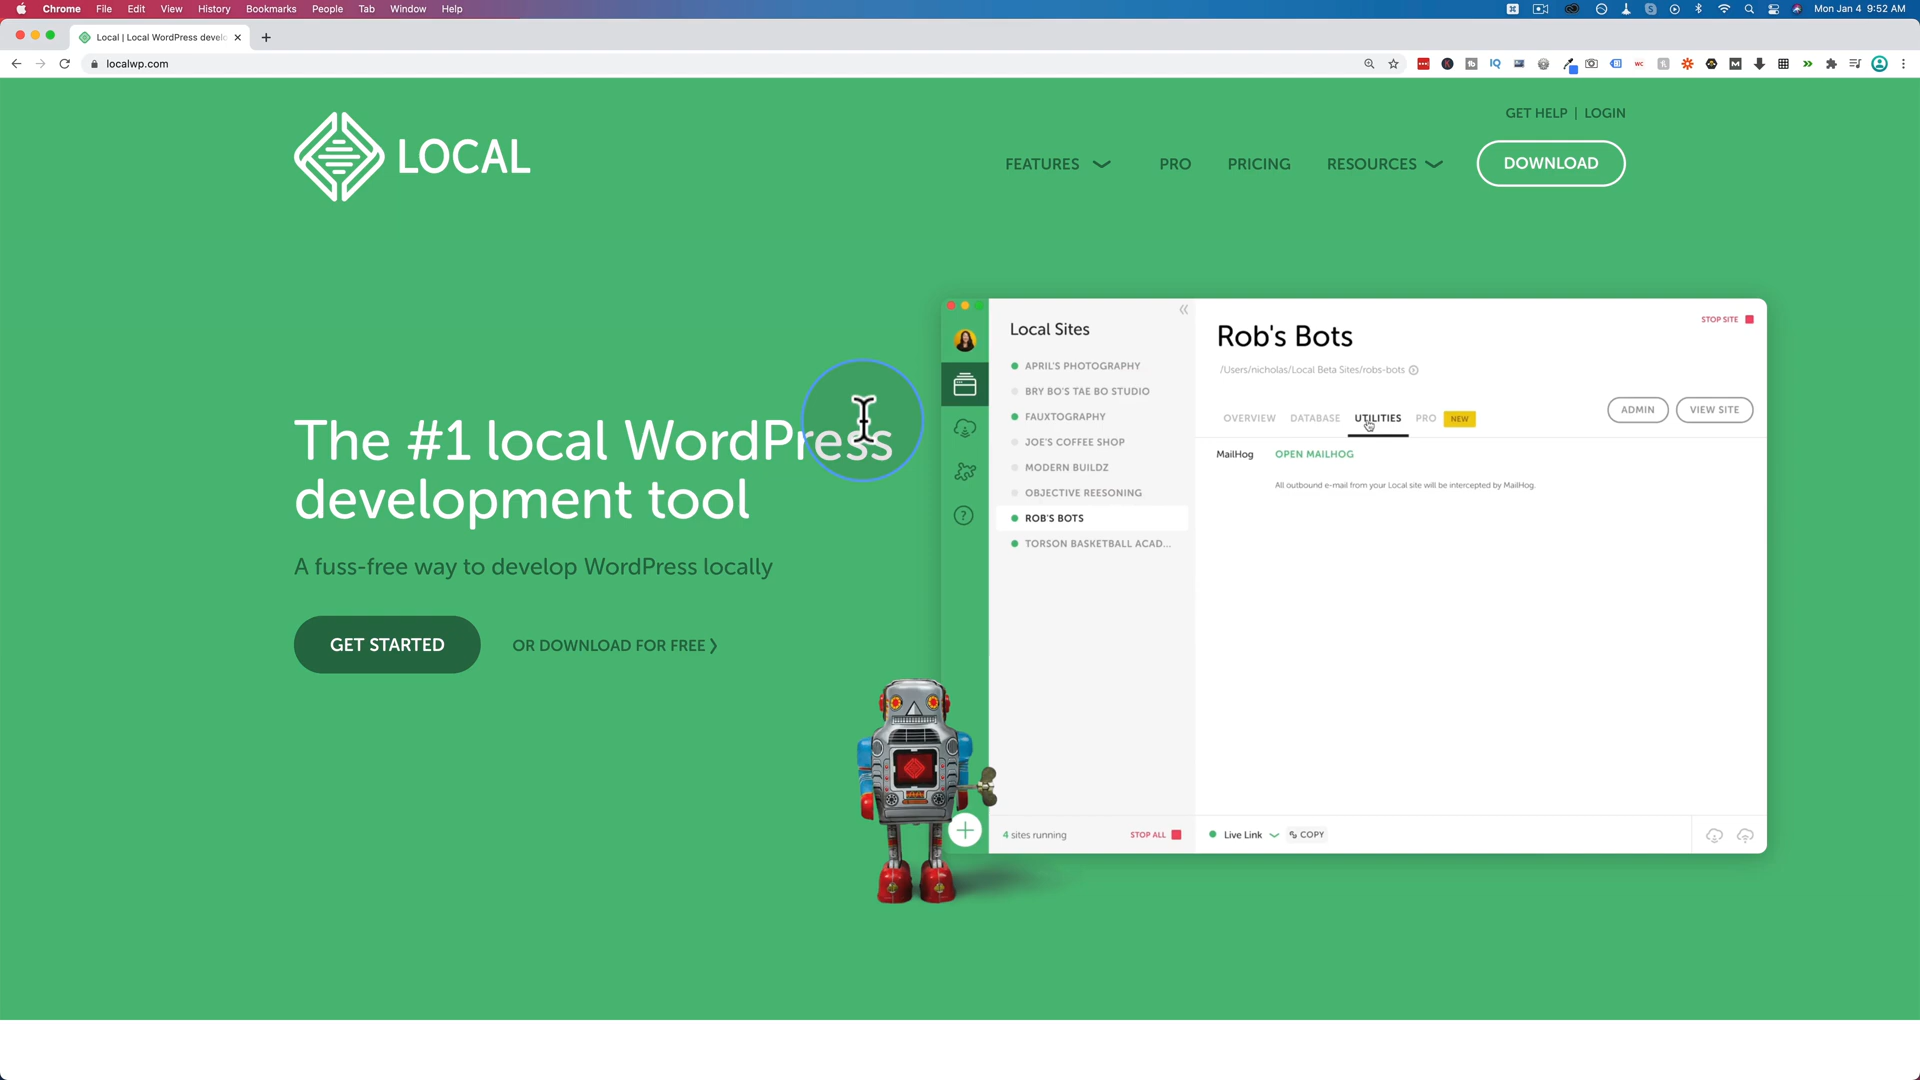 Chrome File Edit View History Bookmarks People Tab Window Help
Mon Jan 4 9:52 AM
Local | Local WordPress develo
localwp.com
GET HELP | LOGIN
LOCAL
FEATURES PRO PRICING RESOURCES DOWNLOAD
The #1 local WordPress
development tool
A fuss-free way to develop WordPress locally
GET STARTED
OR DOWNLOAD FOR FREE
Local Sites
APRIL'S PHOTOGRAPHY
BRY BO'S TAE BO STUDIO
FAUXTOGRAPHY
JOE'S COFFEE SHOP
MODERN BUILDZ
OBJECTIVE REESONING
ROB'S BOTS
TORSON BASKETBALL ACAD...
4 sites running
STOP ALL
STOP SITE
Rob's Bots
/Users/nicholas/Local Beta Sites/robs-bots
ADMIN VIEW SITE
OVERVIEW DATABASE UTILITIES PRO NEW
MailHog OPEN MAILHOG
All outbound e-mail from your Local site will be intercepted by MailHog.
Live Link COPY